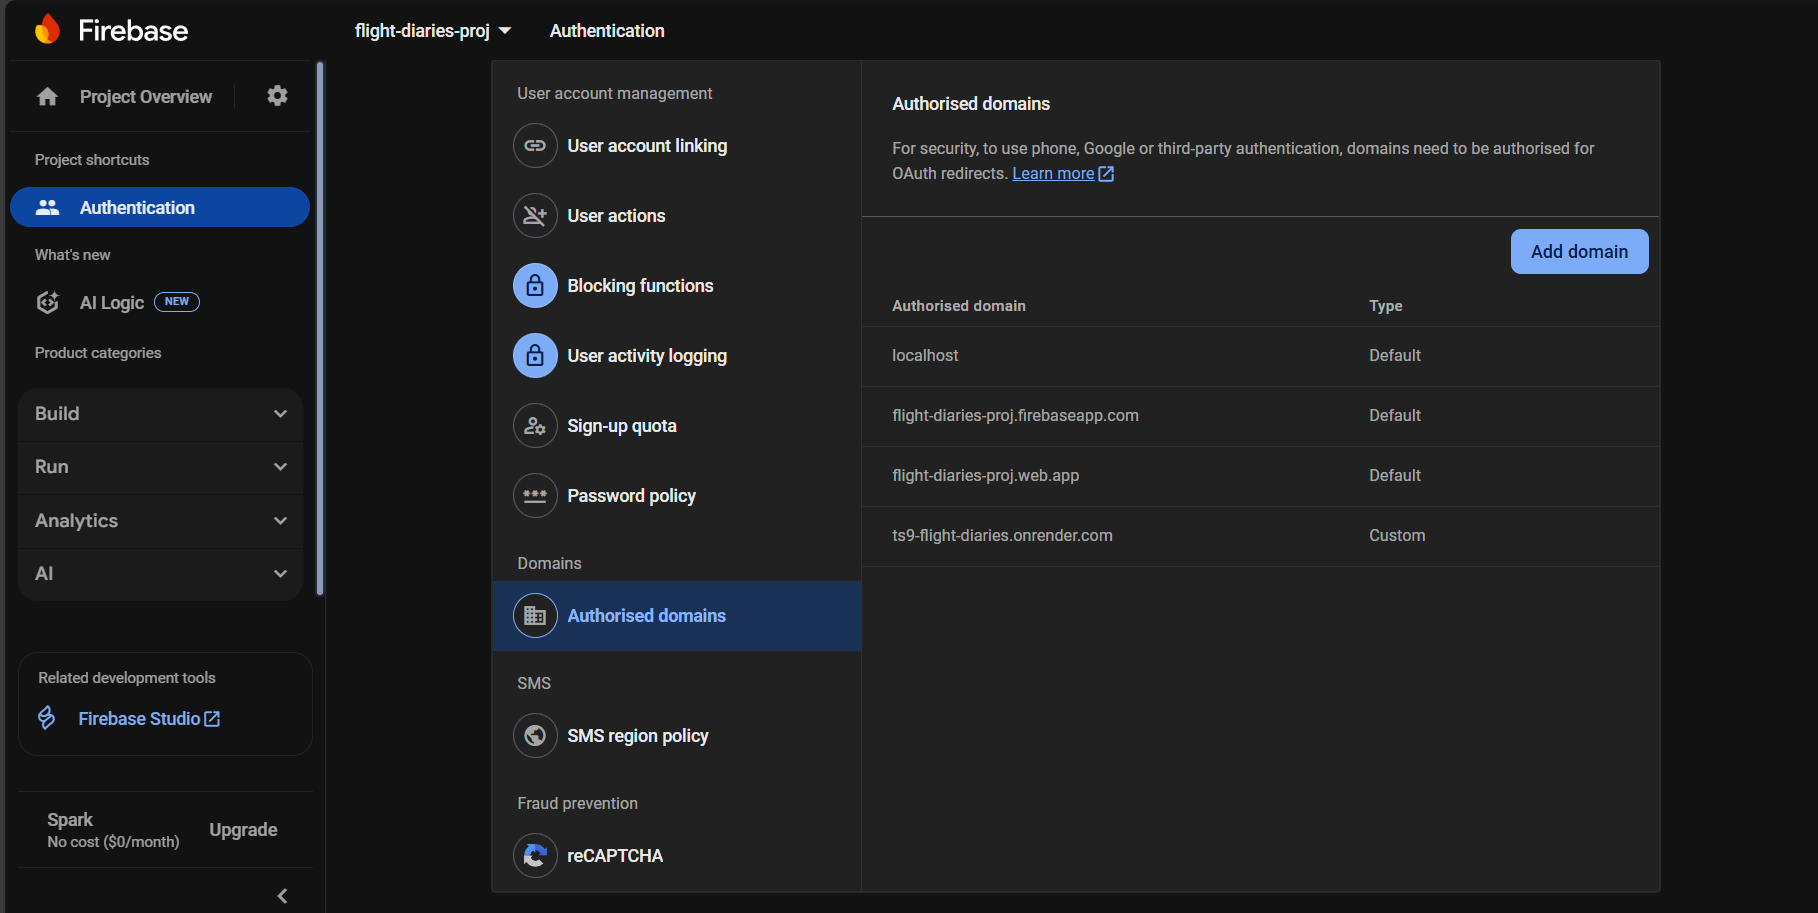 Firebase
flight-diaries-proj
Authentication
Project Overview
Project shortcuts
Authentication
What's new
AI Logic NEW
Product categories
Build
Run
Analytics
AI
Related development tools
Firebase Studio
Spark
No cost ($0/month)
Upgrade
User account management
User account linking
User actions
Blocking functions
User activity logging
Sign-up quota
Password policy
Domains
Authorised domains
SMS
SMS region policy
Fraud prevention
reCAPTCHA
Authorised domains
For security, to use phone, Google or third-party authentication, domains need to be authorised for
OAuth redirects. Learn more
Add domain
Authorised domain Type
localhost Default
flight-diaries-proj.firebaseapp.com Default
flight-diaries-proj.web.app Default
ts9-flight-diaries.onrender.com Custom